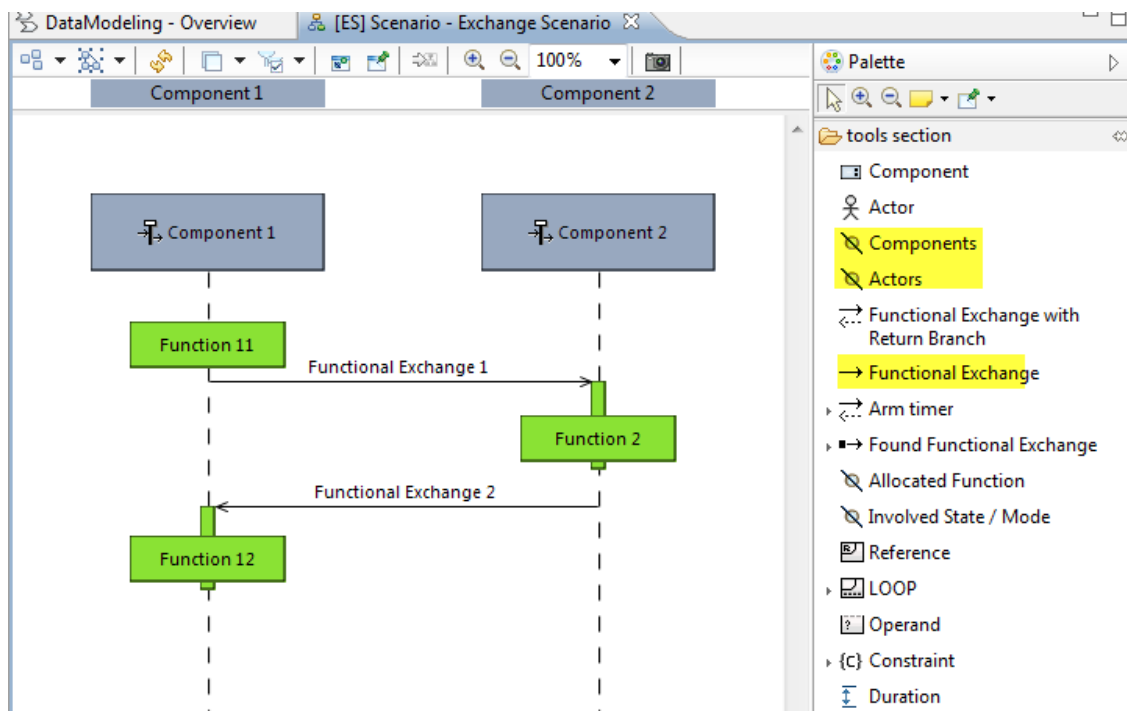 DataModeling - Overview
[ES] Scenario - Exchange Scenario
100%
Component 1
Component 2
Component 1
Component 2
Function 11
Functional Exchange 1
Function 2
Functional Exchange 2
Function 12
Palette
tools section
Component
Actor
Components
Actors
Functional Exchange with
Return Branch
Functional Exchange
Arm timer
Found Functional Exchange
Allocated Function
Involved State / Mode
Reference
LOOP
Operand
{c} Constraint
Duration